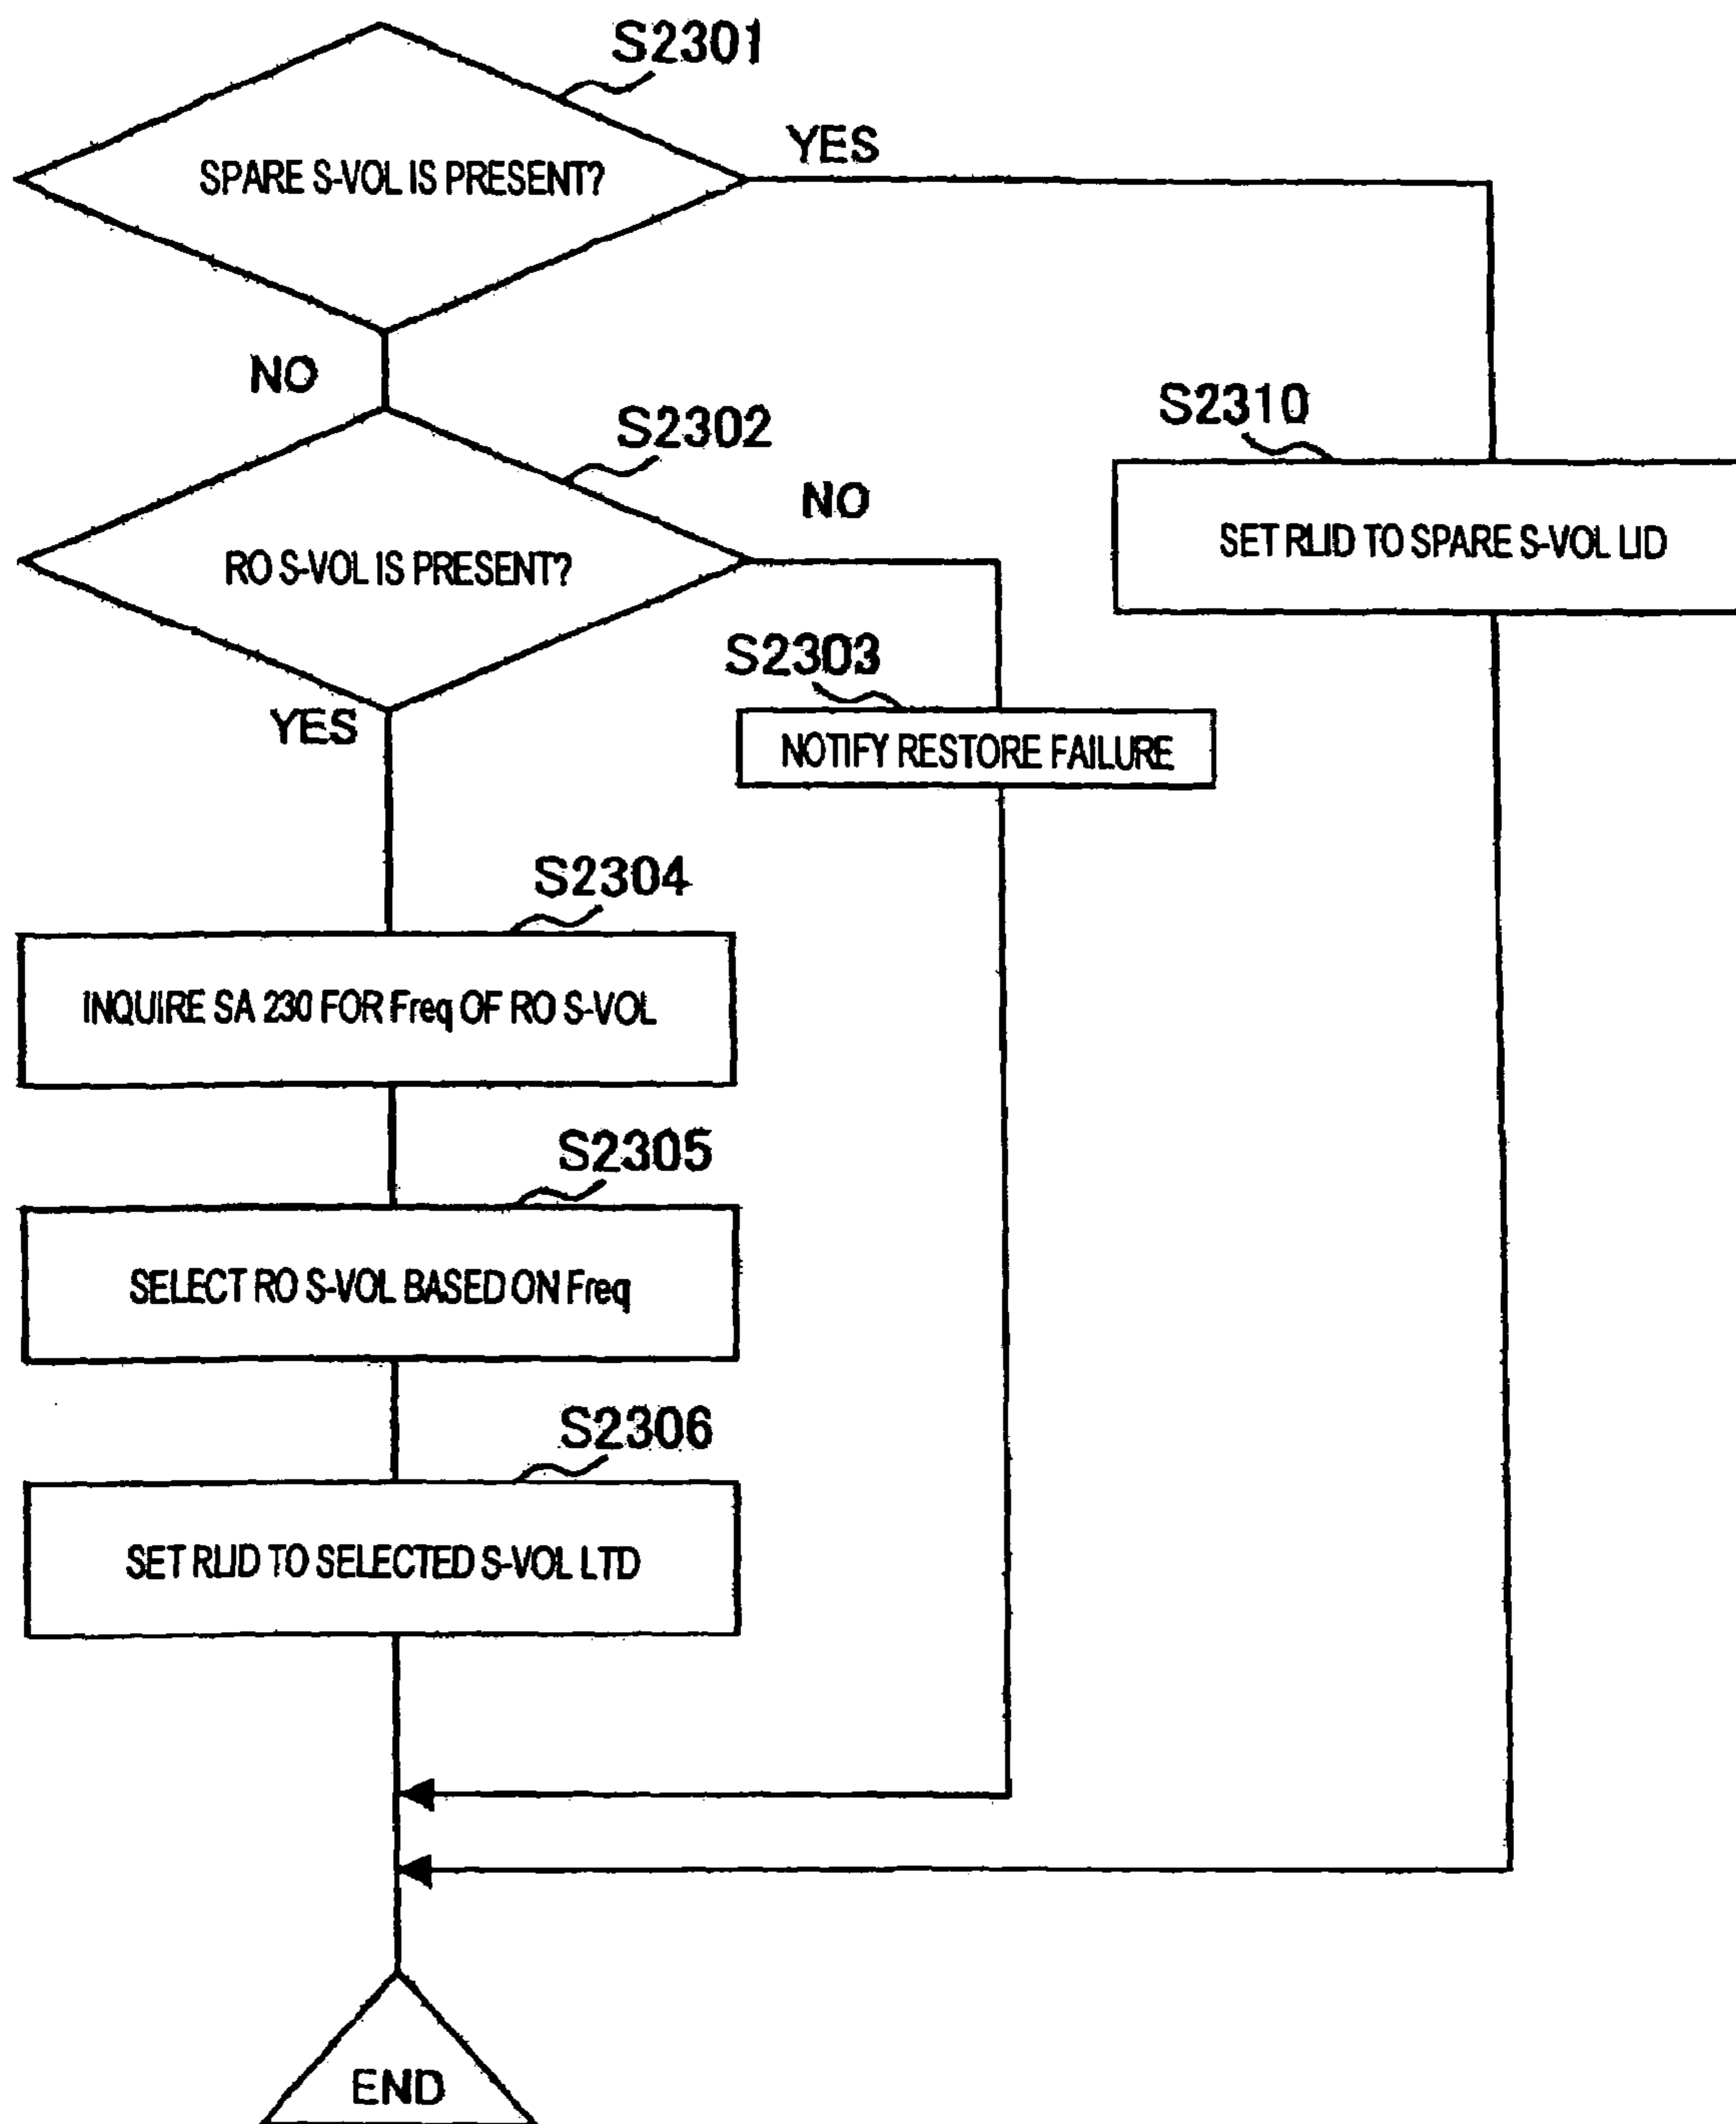 S2301
SPARE S-VOL IS PRESENT?
YES
NO
S2302
RO S-VOL IS PRESENT?
NO
YES
S2310
SET RLID TO SPARE S-VOL LID
S2303
NOTIFY RESTORE FAILURE
S2304
INQUIRE SA 230 FOR Freq OF RO S-VOL
S2305
SELECT RO S-VOL BASED ON Freq
S2306
SET RLID TO SELECTED S-VOL LTD
END